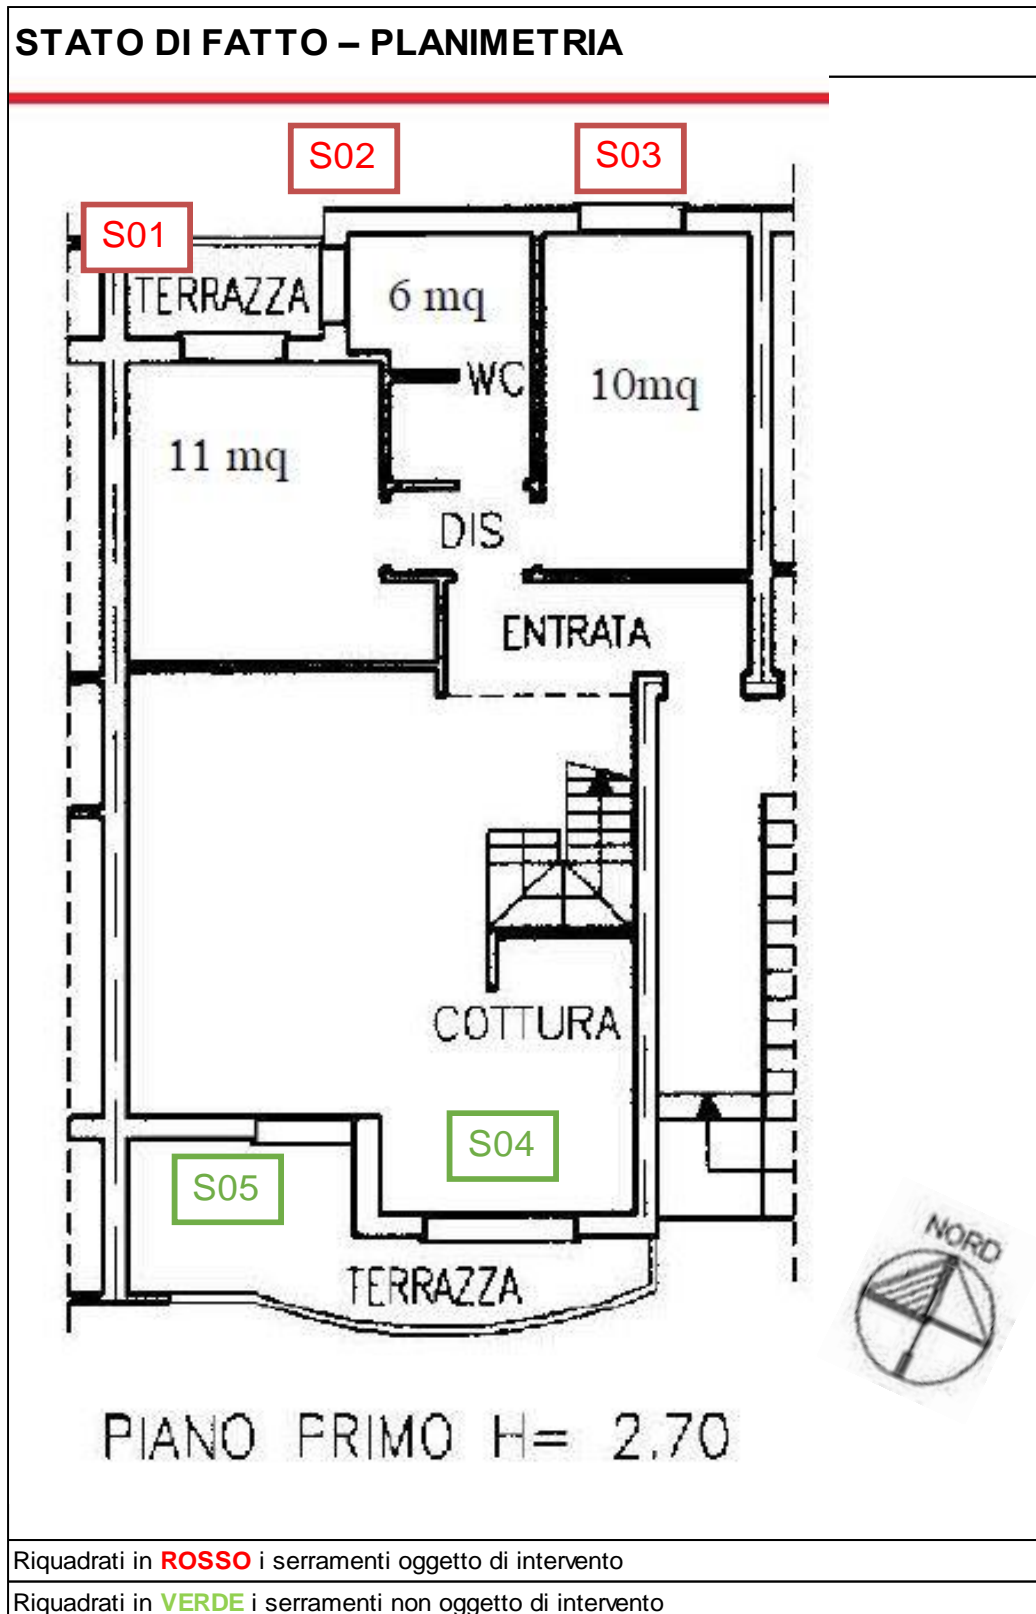 STATO DI FATTO – PLANIMETRIA
S02
S03
S01
TERRAZZA
6 mq
WC
10mq
11 mq
DIS
ENTRATA
COTTURA
S04
S05
TERRAZZA
NORD
PIANO PRIMO H= 2,70
Riquadrati in ROSSO i serramenti oggetto di intervento
Riquadrati in VERDE i serramenti non oggetto di intervento